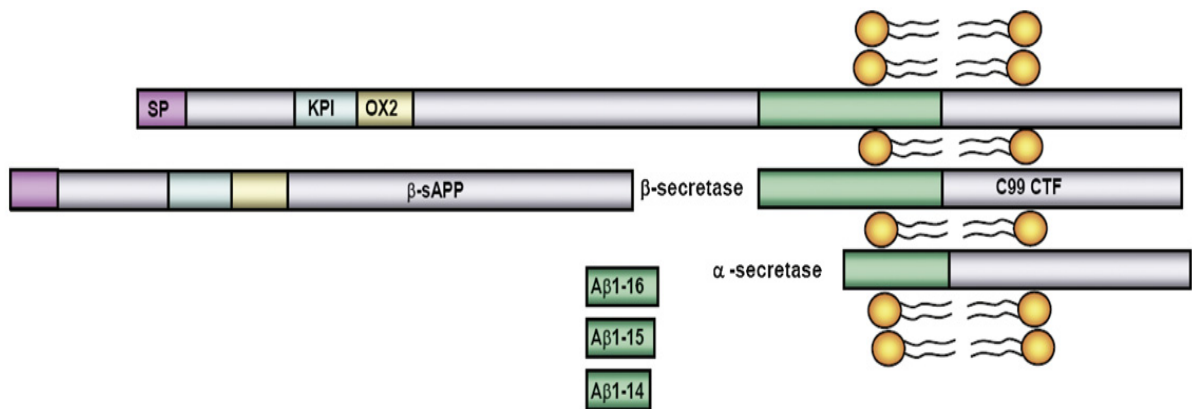 SP KPI OX2
β-sAPP β-secretase C99 CTF
α -secretase
Aβ1-16
Aβ1-15
Aβ1-14